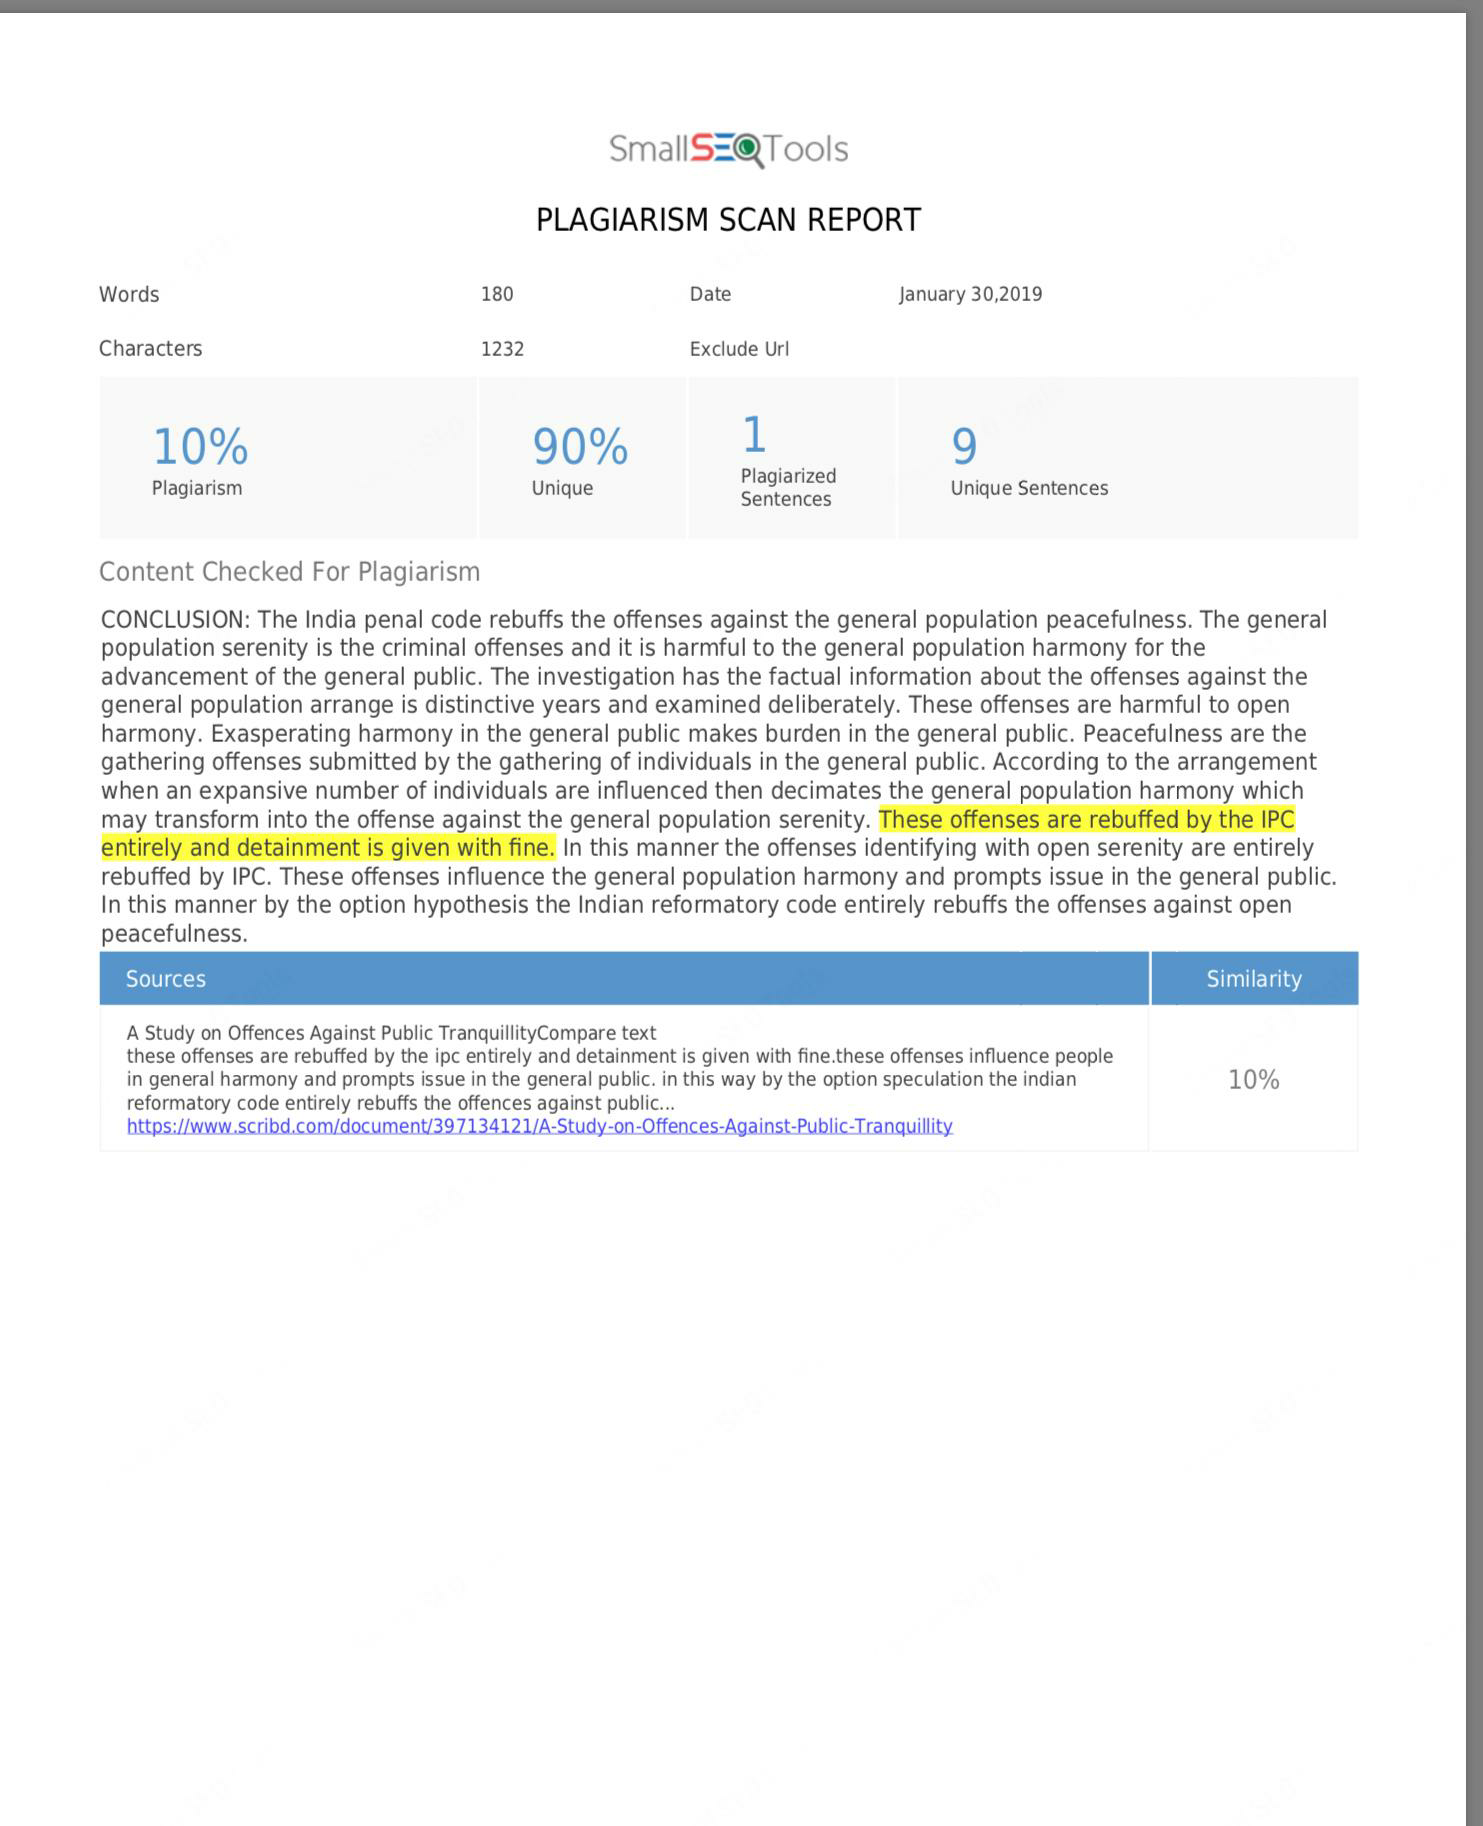 SmallSEOTools
PLAGIARISM SCAN REPORT
Words 180 Date January 30,2019
Characters 1232 Exclude Url
10% Plagiarism
90% Unique
1 Plagiarized
Sentences
9 Unique Sentences
Content Checked For Plagiarism
CONCLUSION: The India penal code rebuffs the offenses against the general population peacefulness. The general
population serenity is the criminal offenses and it is harmful to the general population harmony for the
advancement of the general public. The investigation has the factual information about the offenses against the
general population arrange is distinctive years and examined deliberately. These offenses are harmful to open
harmony. Exasperating harmony in the general public makes burden in the general public. Peacefulness are the
gathering offenses submitted by the gathering of individuals in the general public. According to the arrangement
when an expansive number of individuals are influenced then decimates the general population harmony which
may transform into the offense against the general population serenity. These offenses are rebuffed by the IPC
entirely and detainment is given with fine. In this manner the offenses identifying with open serenity are entirely
rebuffed by IPC. These offenses influence the general population harmony and prompts issue in the general public.
In this manner by the option hypothesis the Indian reformatory code entirely rebuffs the offenses against open
peacefulness.
Sources Similarity
A Study on Offences Against Public TranquillityCompare text
these offenses are rebuffed by the ipc entirely and detainment is given with fine.these offenses influence people
in general harmony and prompts issue in the general public. in this way by the option speculation the indian
reformatory code entirely rebuffs the offences against public...
https://www.scribd.com/document/397134121/A-Study-on-Offences-Against-Public-Tranquillity
10%